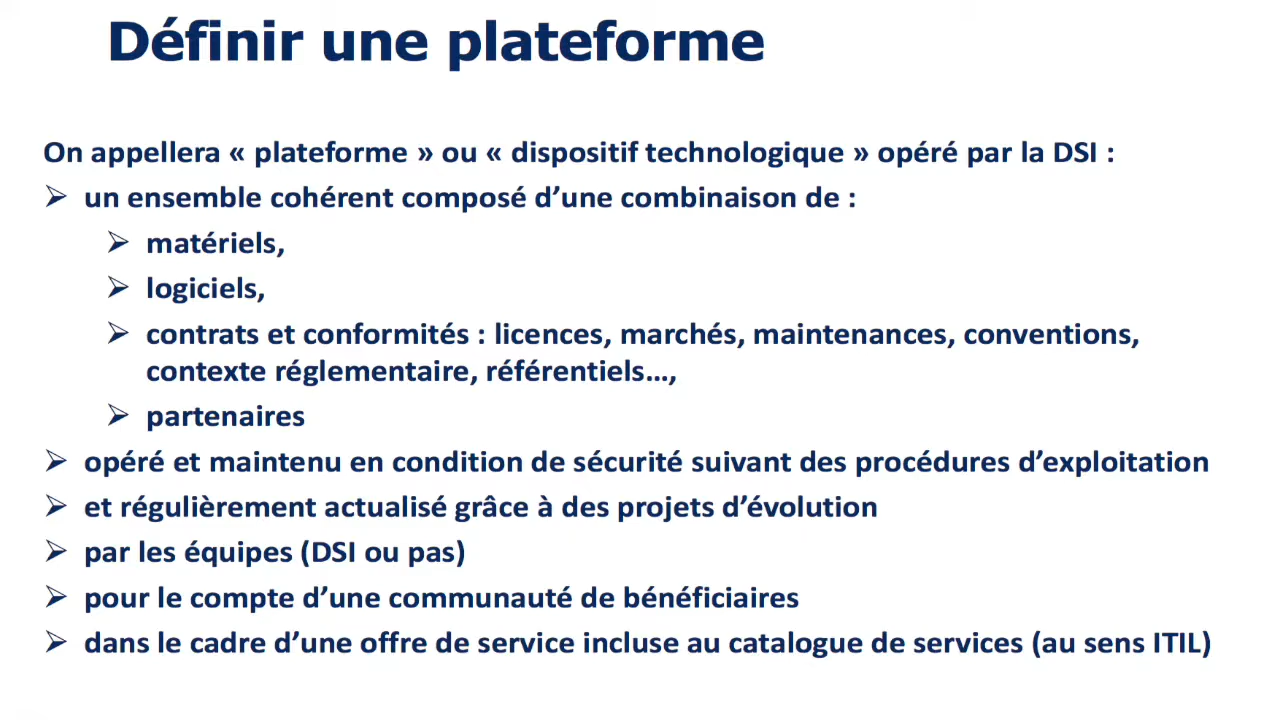 Définir une plateforme
On appellera « plateforme » ou « dispositif technologique » opéré par la DSI :
➢ un ensemble cohérent composé d’une combinaison de :
➢ matériels,
➢ logiciels,
➢ contrats et conformités : licences, marchés, maintenances, conventions,
contexte réglementaire, référentiels…,
➢ partenaires
➢ opéré et maintenu en condition de sécurité suivant des procédures d’exploitation
➢ et régulièrement actualisé grâce à des projets d’évolution
➢ par les équipes (DSI ou pas)
➢ pour le compte d’une communauté de bénéficiaires
➢ dans le cadre d’une offre de service incluse au catalogue de services (au sens ITIL)